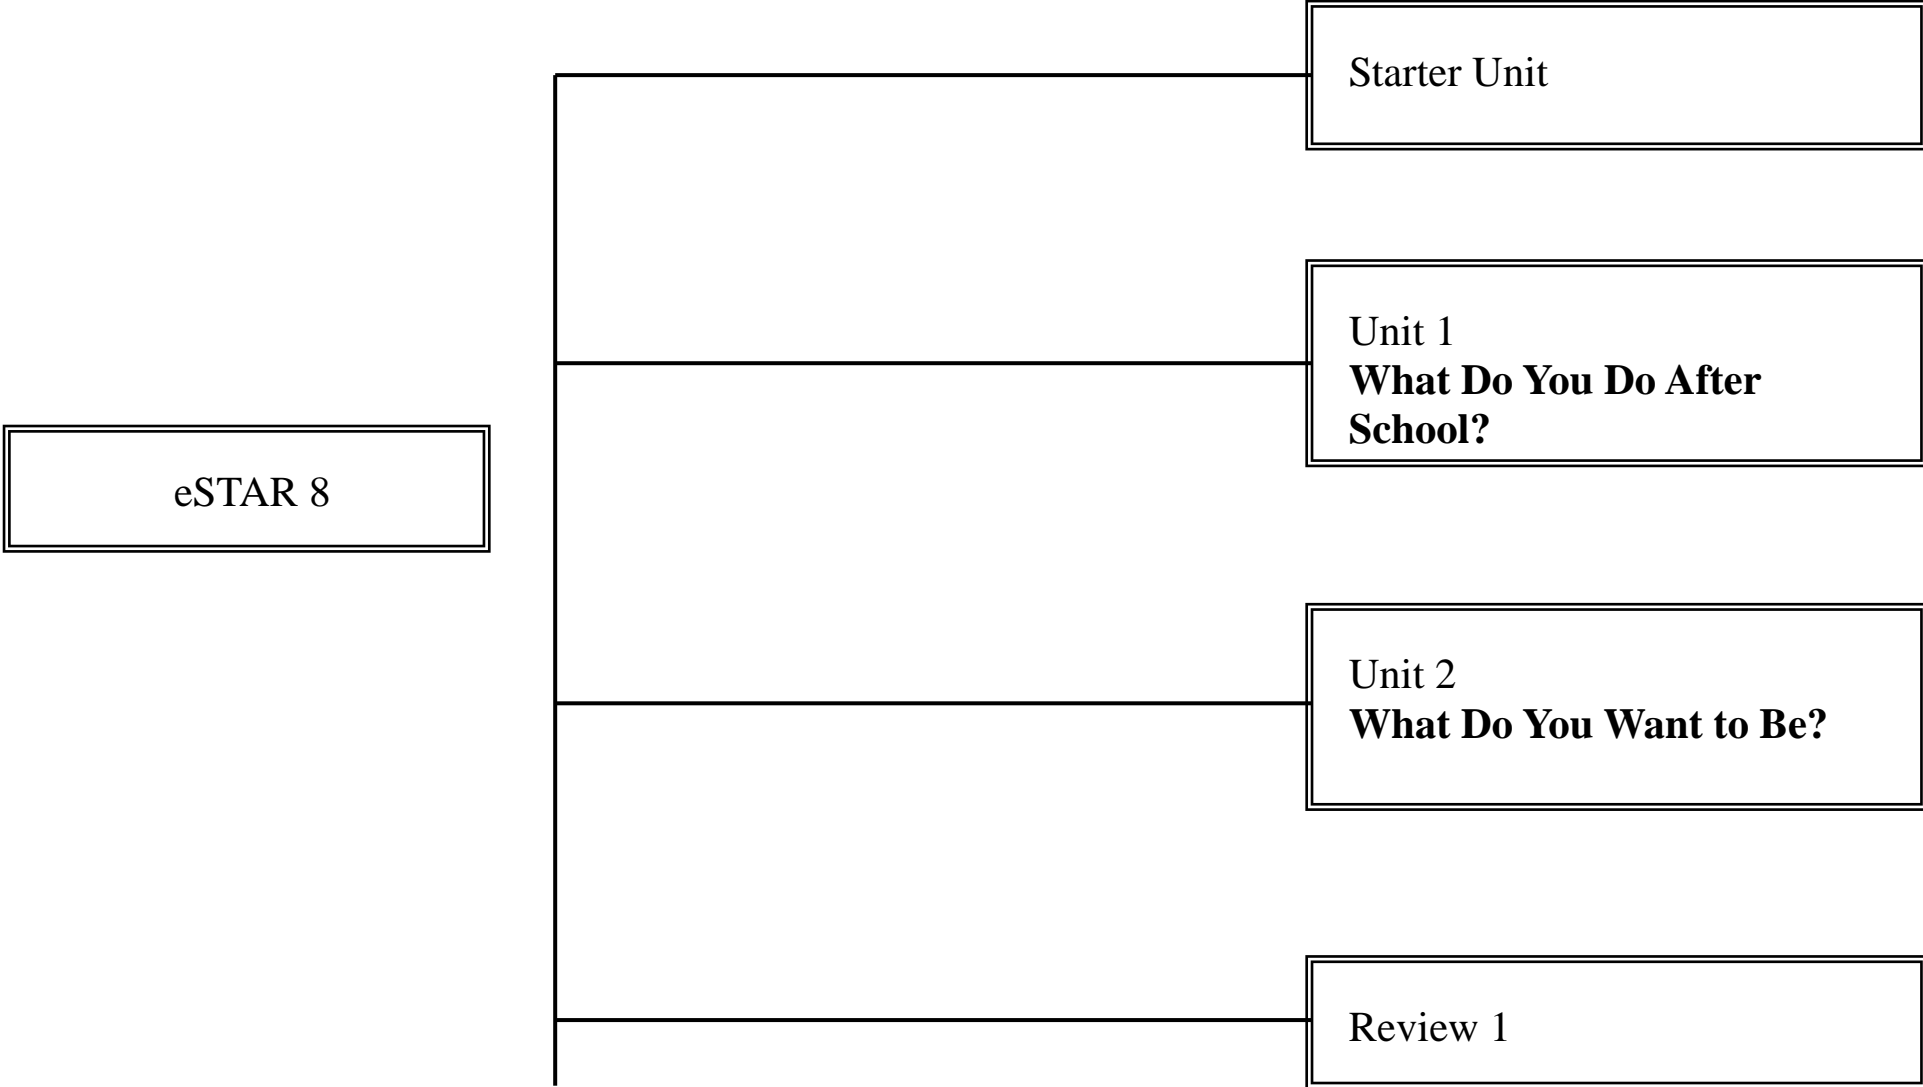 Starter Unit
Unit 1
What Do You Do After
School?
eSTAR 8
Unit 2
What Do You Want to Be?
Review 1